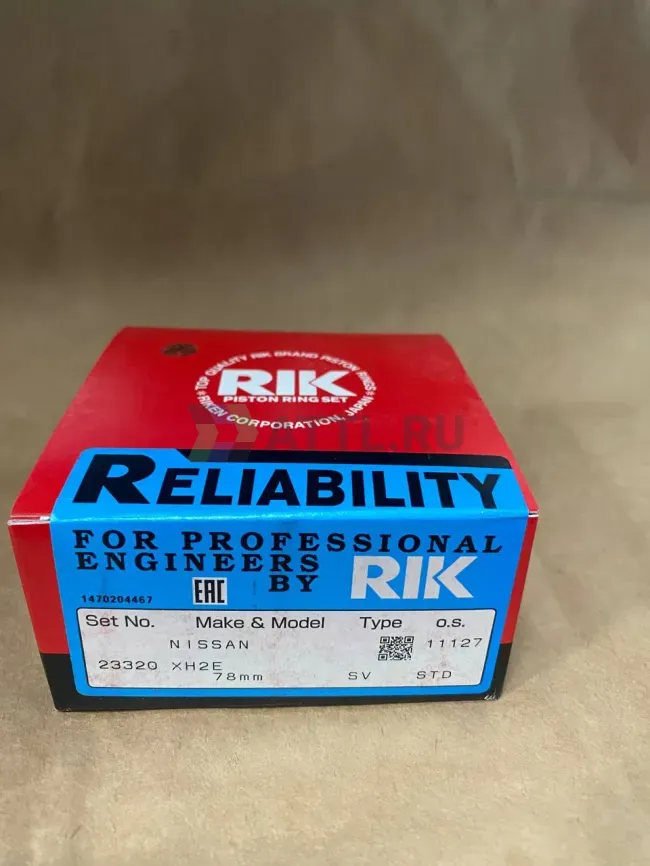 TOP QUALITY RIK BRAND PISTON RINGS
RIK
PISTON RING SET
RIKEN CORPORATION, JAPAN
ATTL.RU
RELIABILITY
FOR PROFESSIONAL
ENGINEERS
BY RIK
1470204467 EAC
Set No. Make & Model Type o.s.
NISSAN 11127
23320 XH2E
78mm SV STD